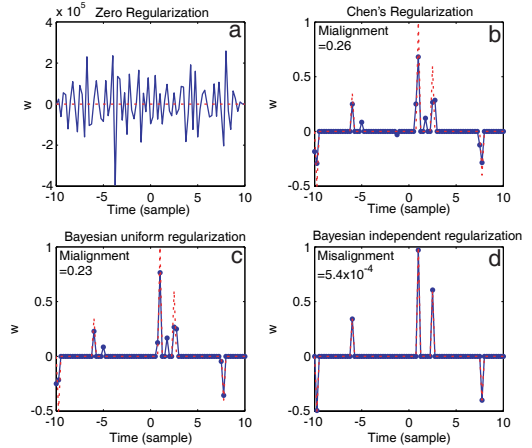 Zero Regularization
x 10^5
a
4
2
0
-2
4
w
-10 -5 0 5 10
Time (sample)
Chen's Regularization
Mialignment
=0.26
b
1
0.5
0
-0.5
w
-10 -5 0 5 10
Time (sample)
Bayesian uniform regularization
Mialignment
=0.23
c
1
0.5
0
-0.5
w
-10 -5 0 5 10
Time (sample)
Bayesian independent regularization
Misalignment
=5.4x10^-4
d
1
0.5
0
-0.5
w
-10 -5 0 5 10
Time (sample)